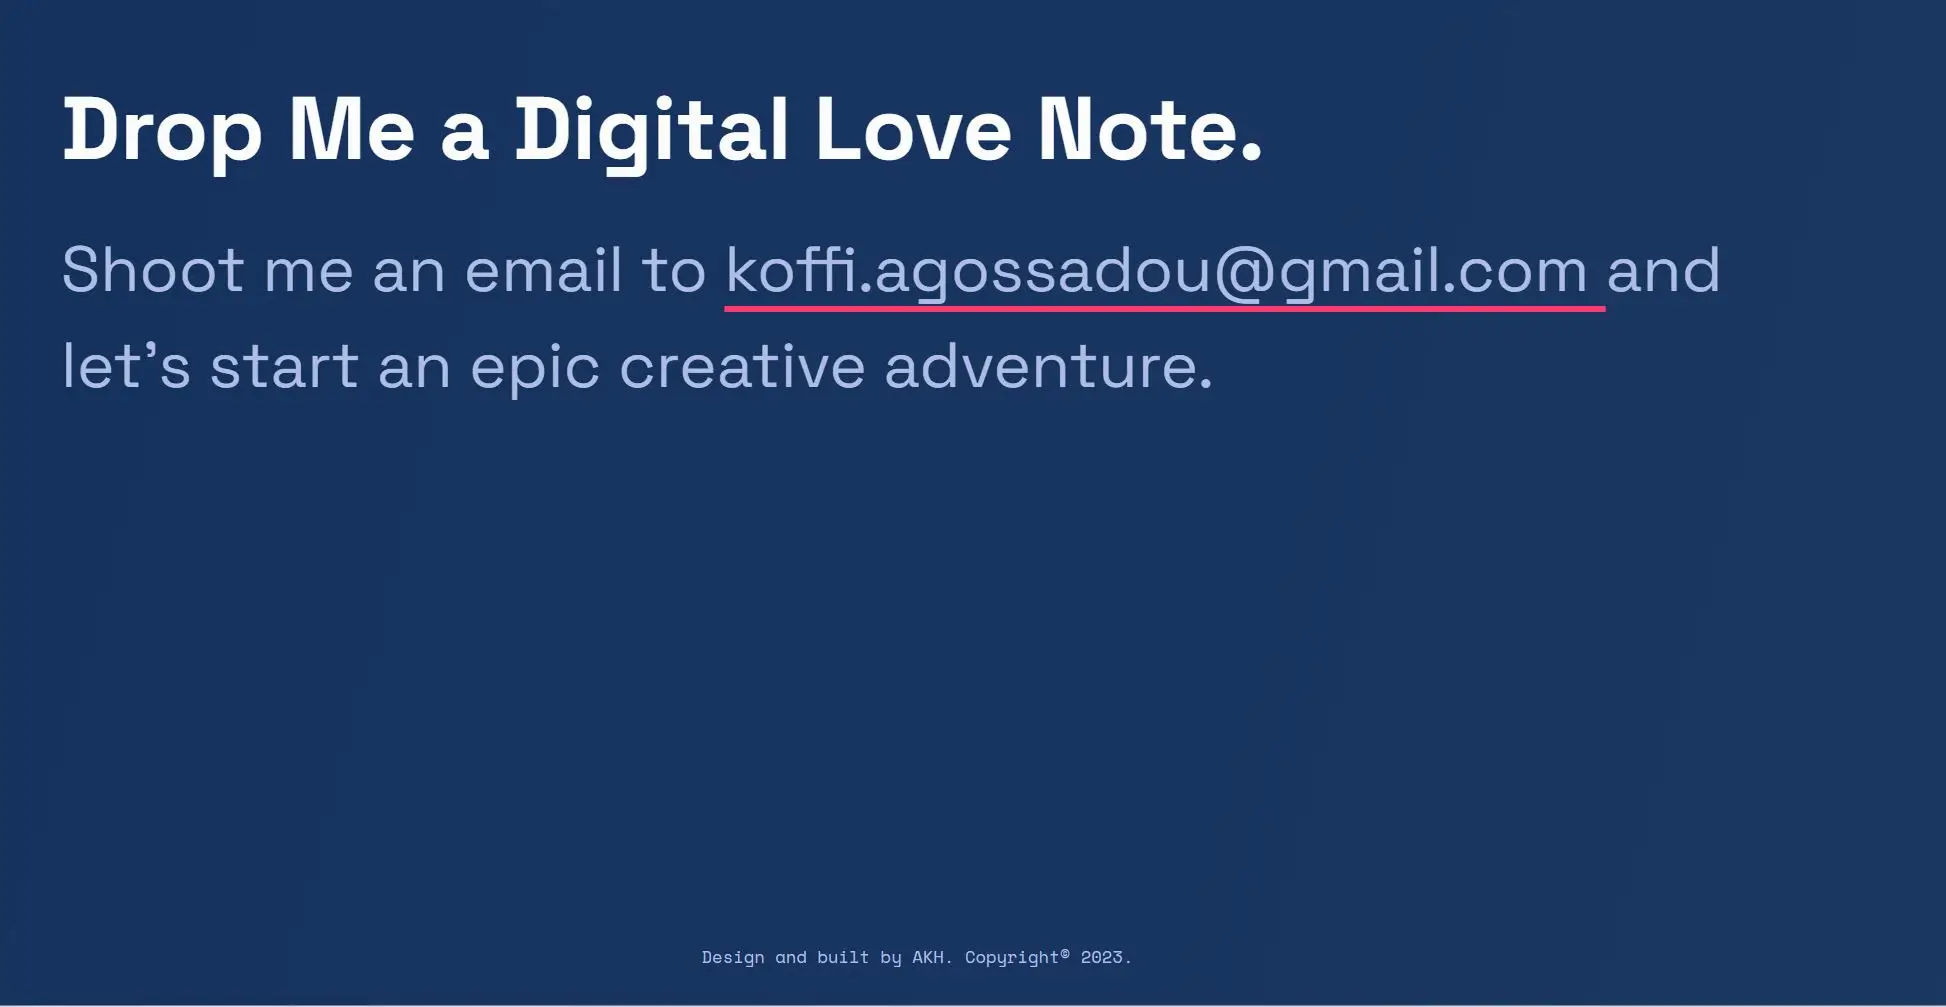 Drop Me a Digital Love Note.
Shoot me an email to koffi.agossadou@gmail.com and
let's start an epic creative adventure.
Design and built by AKH. Copyright© 2023.